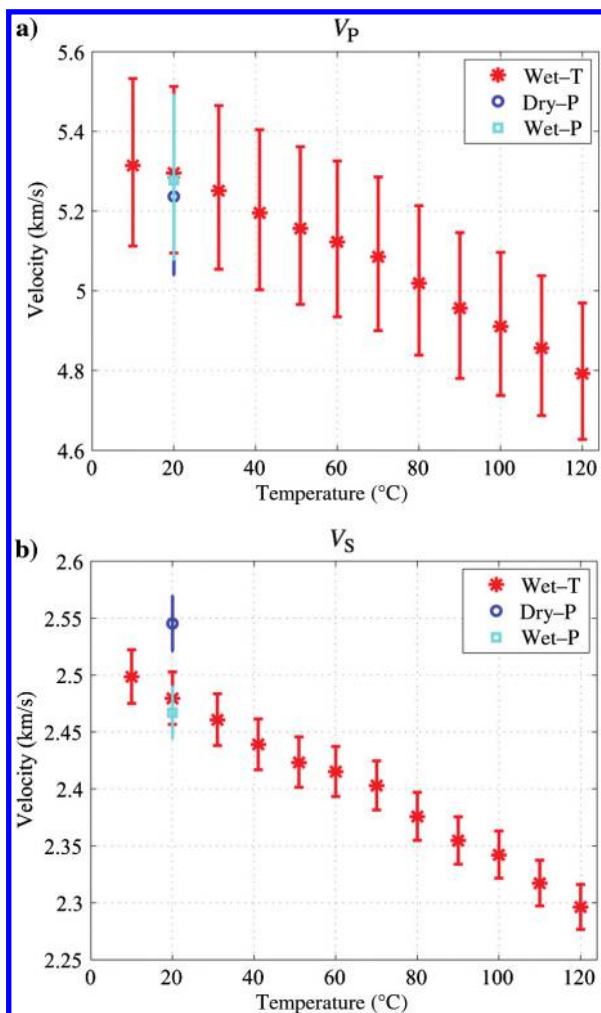 a)
V_P
5.6
5.4
5.2
5
4.8
4.6
Velocity (km/s)
Wet–T
Dry–P
Wet–P
0 20 40 60 80 100 120
Temperature (°C)
b)
V_S
2.6
2.55
2.5
2.45
2.4
2.35
2.3
2.25
Velocity (km/s)
Wet–T
Dry–P
Wet–P
0 20 40 60 80 100 120
Temperature (°C)